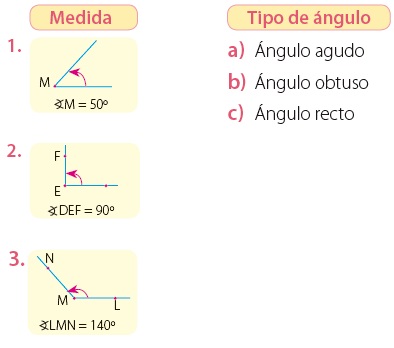 Medida
1.
M
∢M = 50º
2.
F
E
∢DEF = 90º
3.
N
M
L
∢LMN = 140º
Tipo de ángulo
a) Ángulo agudo
b) Ángulo obtuso
c) Ángulo recto